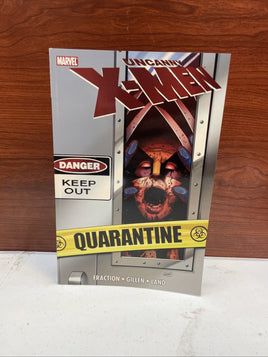 MARVEL
UNCANNY
X-MEN
DANGER
KEEP
OUT
QUARANTINE
FRACTION • GILLEN • LAND